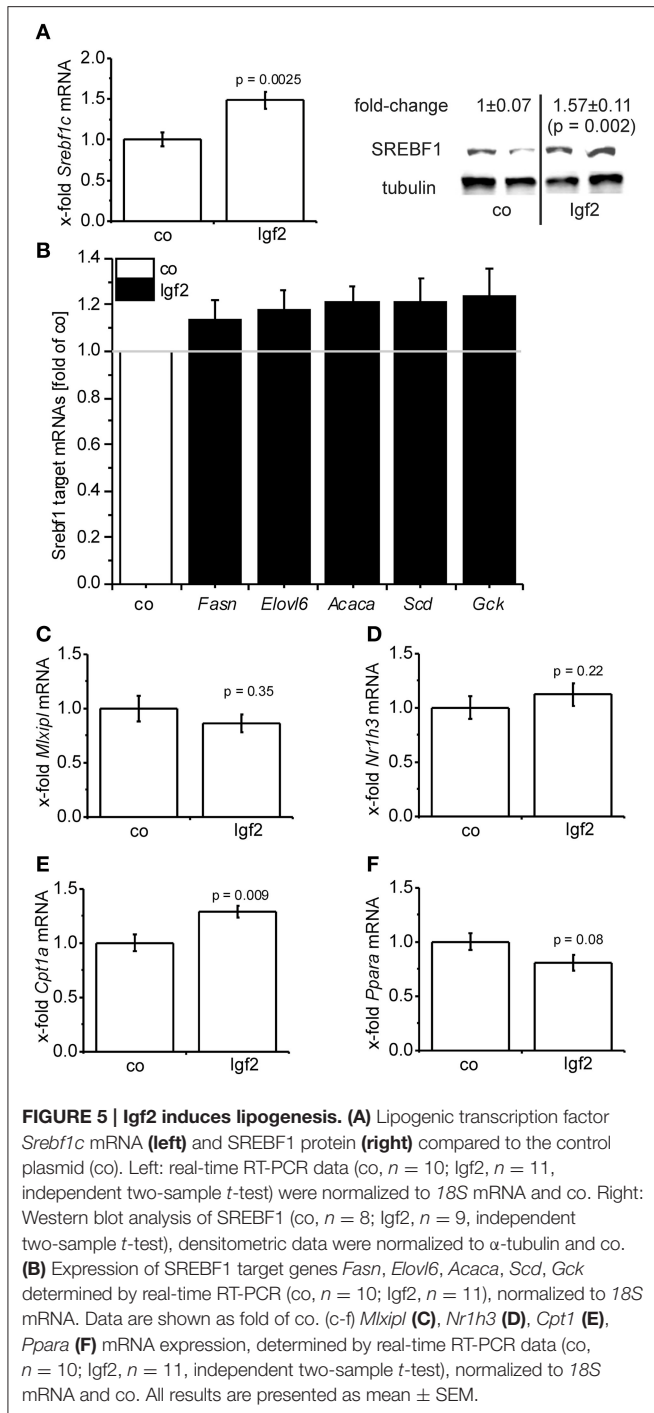 A
x-fold Srebf1c mRNA
2.0
1.5
1.0
0.5
0.0
p = 0.0025
co
Igf2
fold-change 1±0.07 1.57±0.11
(p = 0.002)
SREBF1
tubulin
co Igf2
B
co
Igf2
Srebf1 target mRNAs [fold of co]
1.4
1.2
1.0
0.8
0.6
0.4
0.2
0.0
co Fasn Elovl6 Acaca Scd Gck
C
x-fold Mlxipl mRNA
1.5
1.0
0.5
0.0
p = 0.35
co Igf2
D
x-fold Nr1h3 mRNA
1.5
1.0
0.5
0.0
p = 0.22
co Igf2
E
x-fold Cpt1a mRNA
1.5
1.0
0.5
0.0
p = 0.009
co Igf2
F
x-fold Ppara mRNA
1.5
1.0
0.5
0.0
p = 0.08
co Igf2
FIGURE 5 | Igf2 induces lipogenesis. (A) Lipogenic transcription factor
Srebf1c mRNA (left) and SREBF1 protein (right) compared to the control
plasmid (co). Left: real-time RT-PCR data (co, n = 10; Igf2, n = 11,
independent two-sample t-test) were normalized to 18S mRNA and co. Right:
Western blot analysis of SREBF1 (co, n = 8; Igf2, n = 9, independent
two-sample t-test), densitometric data were normalized to α-tubulin and co.
(B) Expression of SREBF1 target genes Fasn, Elovl6, Acaca, Scd, Gck
determined by real-time RT-PCR (co, n = 10; Igf2, n = 11), normalized to 18S
mRNA. Data are shown as fold of co. (c-f) Mlxipl (C), Nr1h3 (D), Cpt1 (E),
Ppara (F) mRNA expression, determined by real-time RT-PCR data (co,
n = 10; Igf2, n = 11, independent two-sample t-test), normalized to 18S
mRNA and co. All results are presented as mean ± SEM.